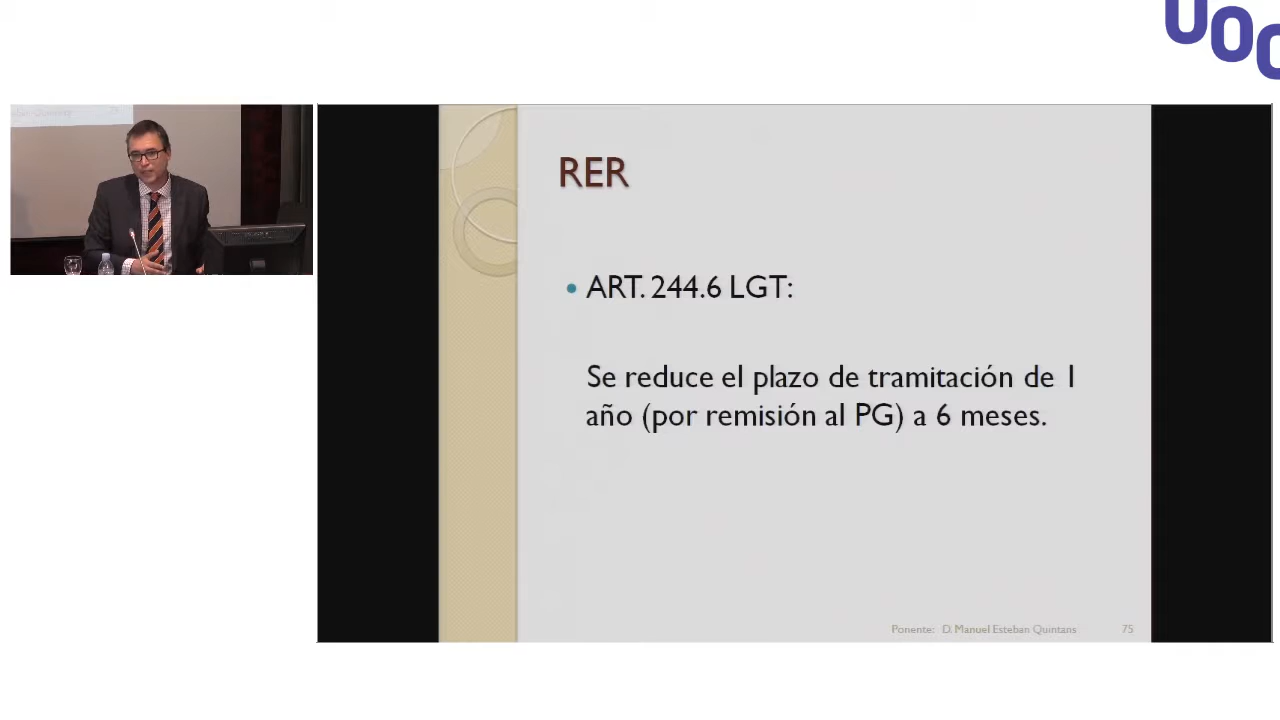 UOC
RER
• ART. 244.6 LGT:
Se reduce el plazo de tramitación de 1
año (por remisión al PG) a 6 meses.
Ponente: D. Manuel Esteban Quintans 75